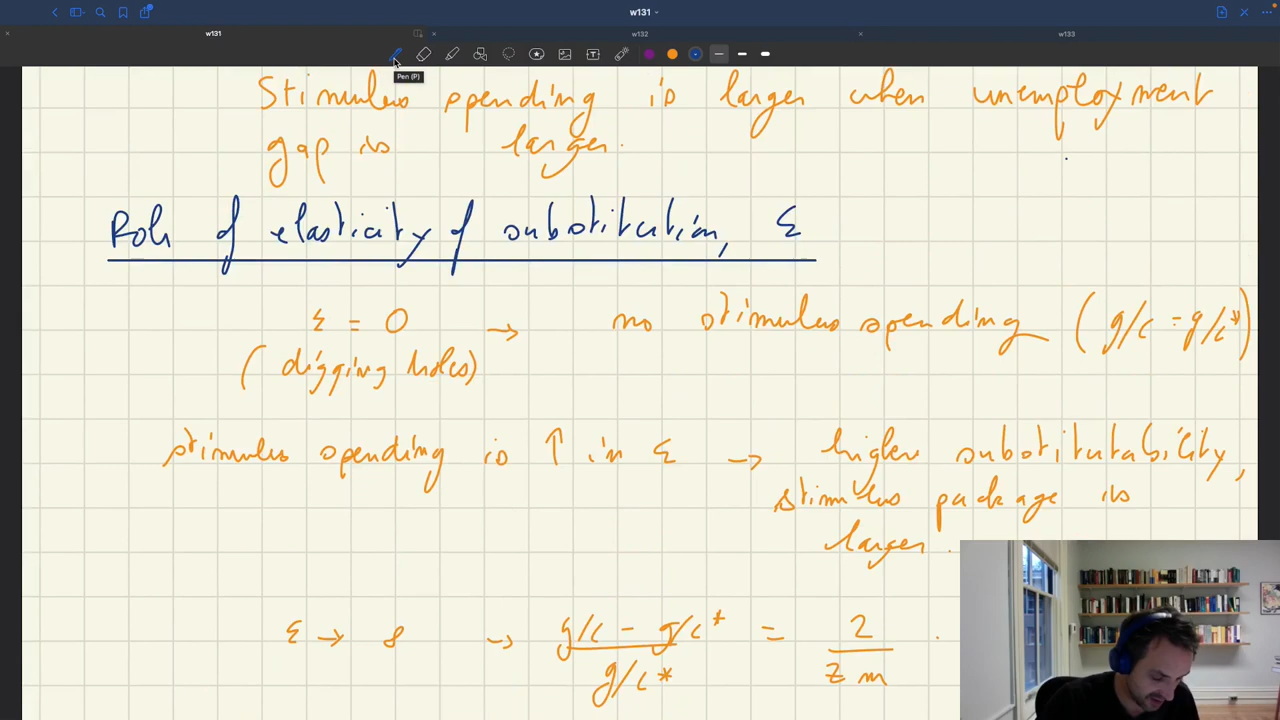 w131
w131
w132
w133
Pen (P)
Stimulus spending is larger when unemployment
gap is larger.
Role of elasticity of substitution, ε
ε = 0 → no stimulus spending (g/c = g/c*)
(digging holes)
stimulus spending is ↑ in ε → higher substitutability,
stimulus package is
larger.
ε → ∞ → g/c - g/c* / g/c* = 2 / z m .